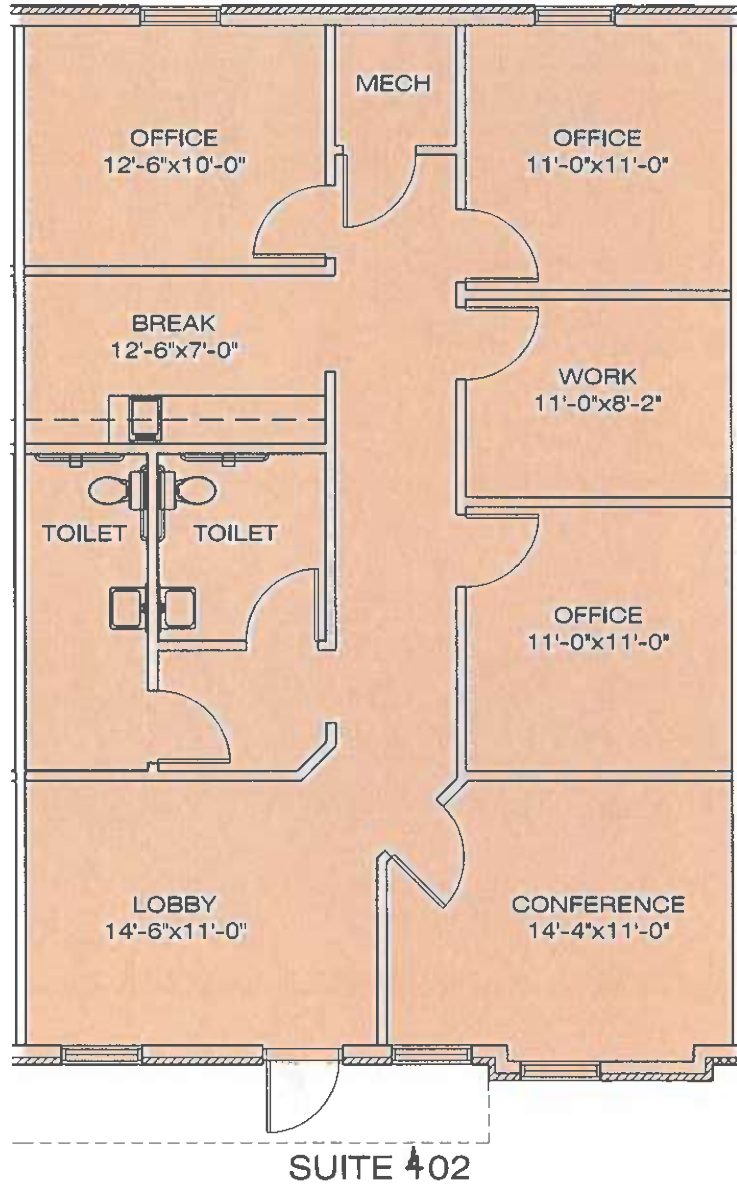 MECH
OFFICE
12'-6"x10'-0"
OFFICE
11'-0"x11'-0"
BREAK
12'-6"x7'-0"
WORK
11'-0"x8'-2"
TOILET
TOILET
OFFICE
11'-0"x11'-0"
LOBBY
14'-6"x11'-0"
CONFERENCE
14'-4"x11'-0"
SUITE 402